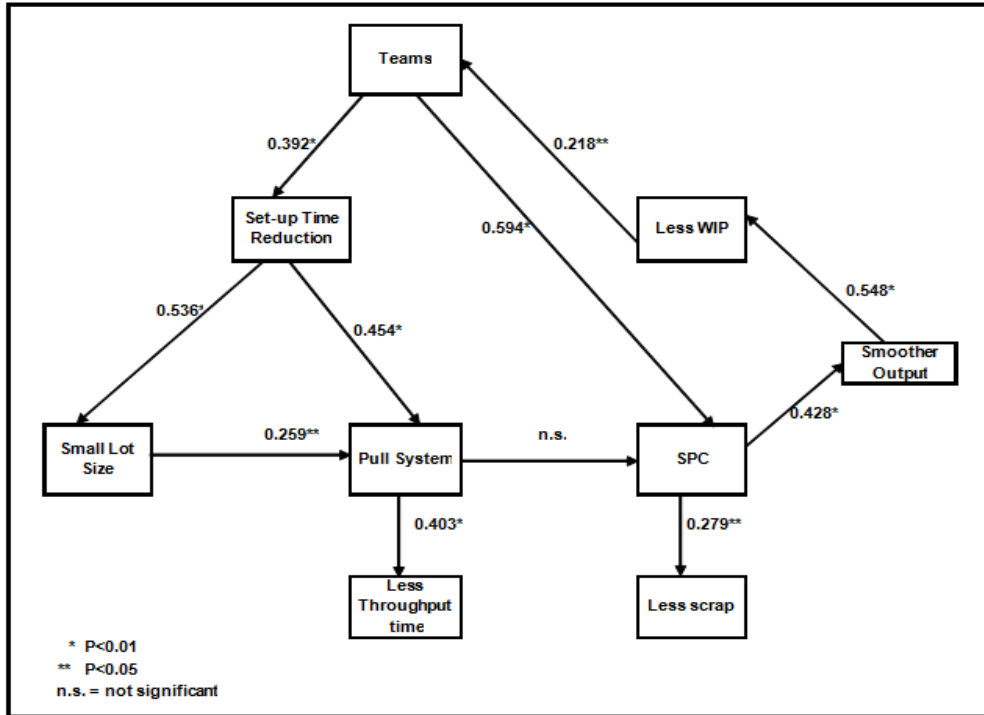 Teams
0.392*
0.218**
Set-up Time
Reduction
0.594*
Less WIP
0.536*
0.454*
0.548*
Smoother
Output
0.428*
Small Lot
Size
0.259**
Pull System
n.s.
SPC
0.403*
0.279**
Less
Throughput
time
Less scrap
* P<0.01
** P<0.05
n.s. = not significant